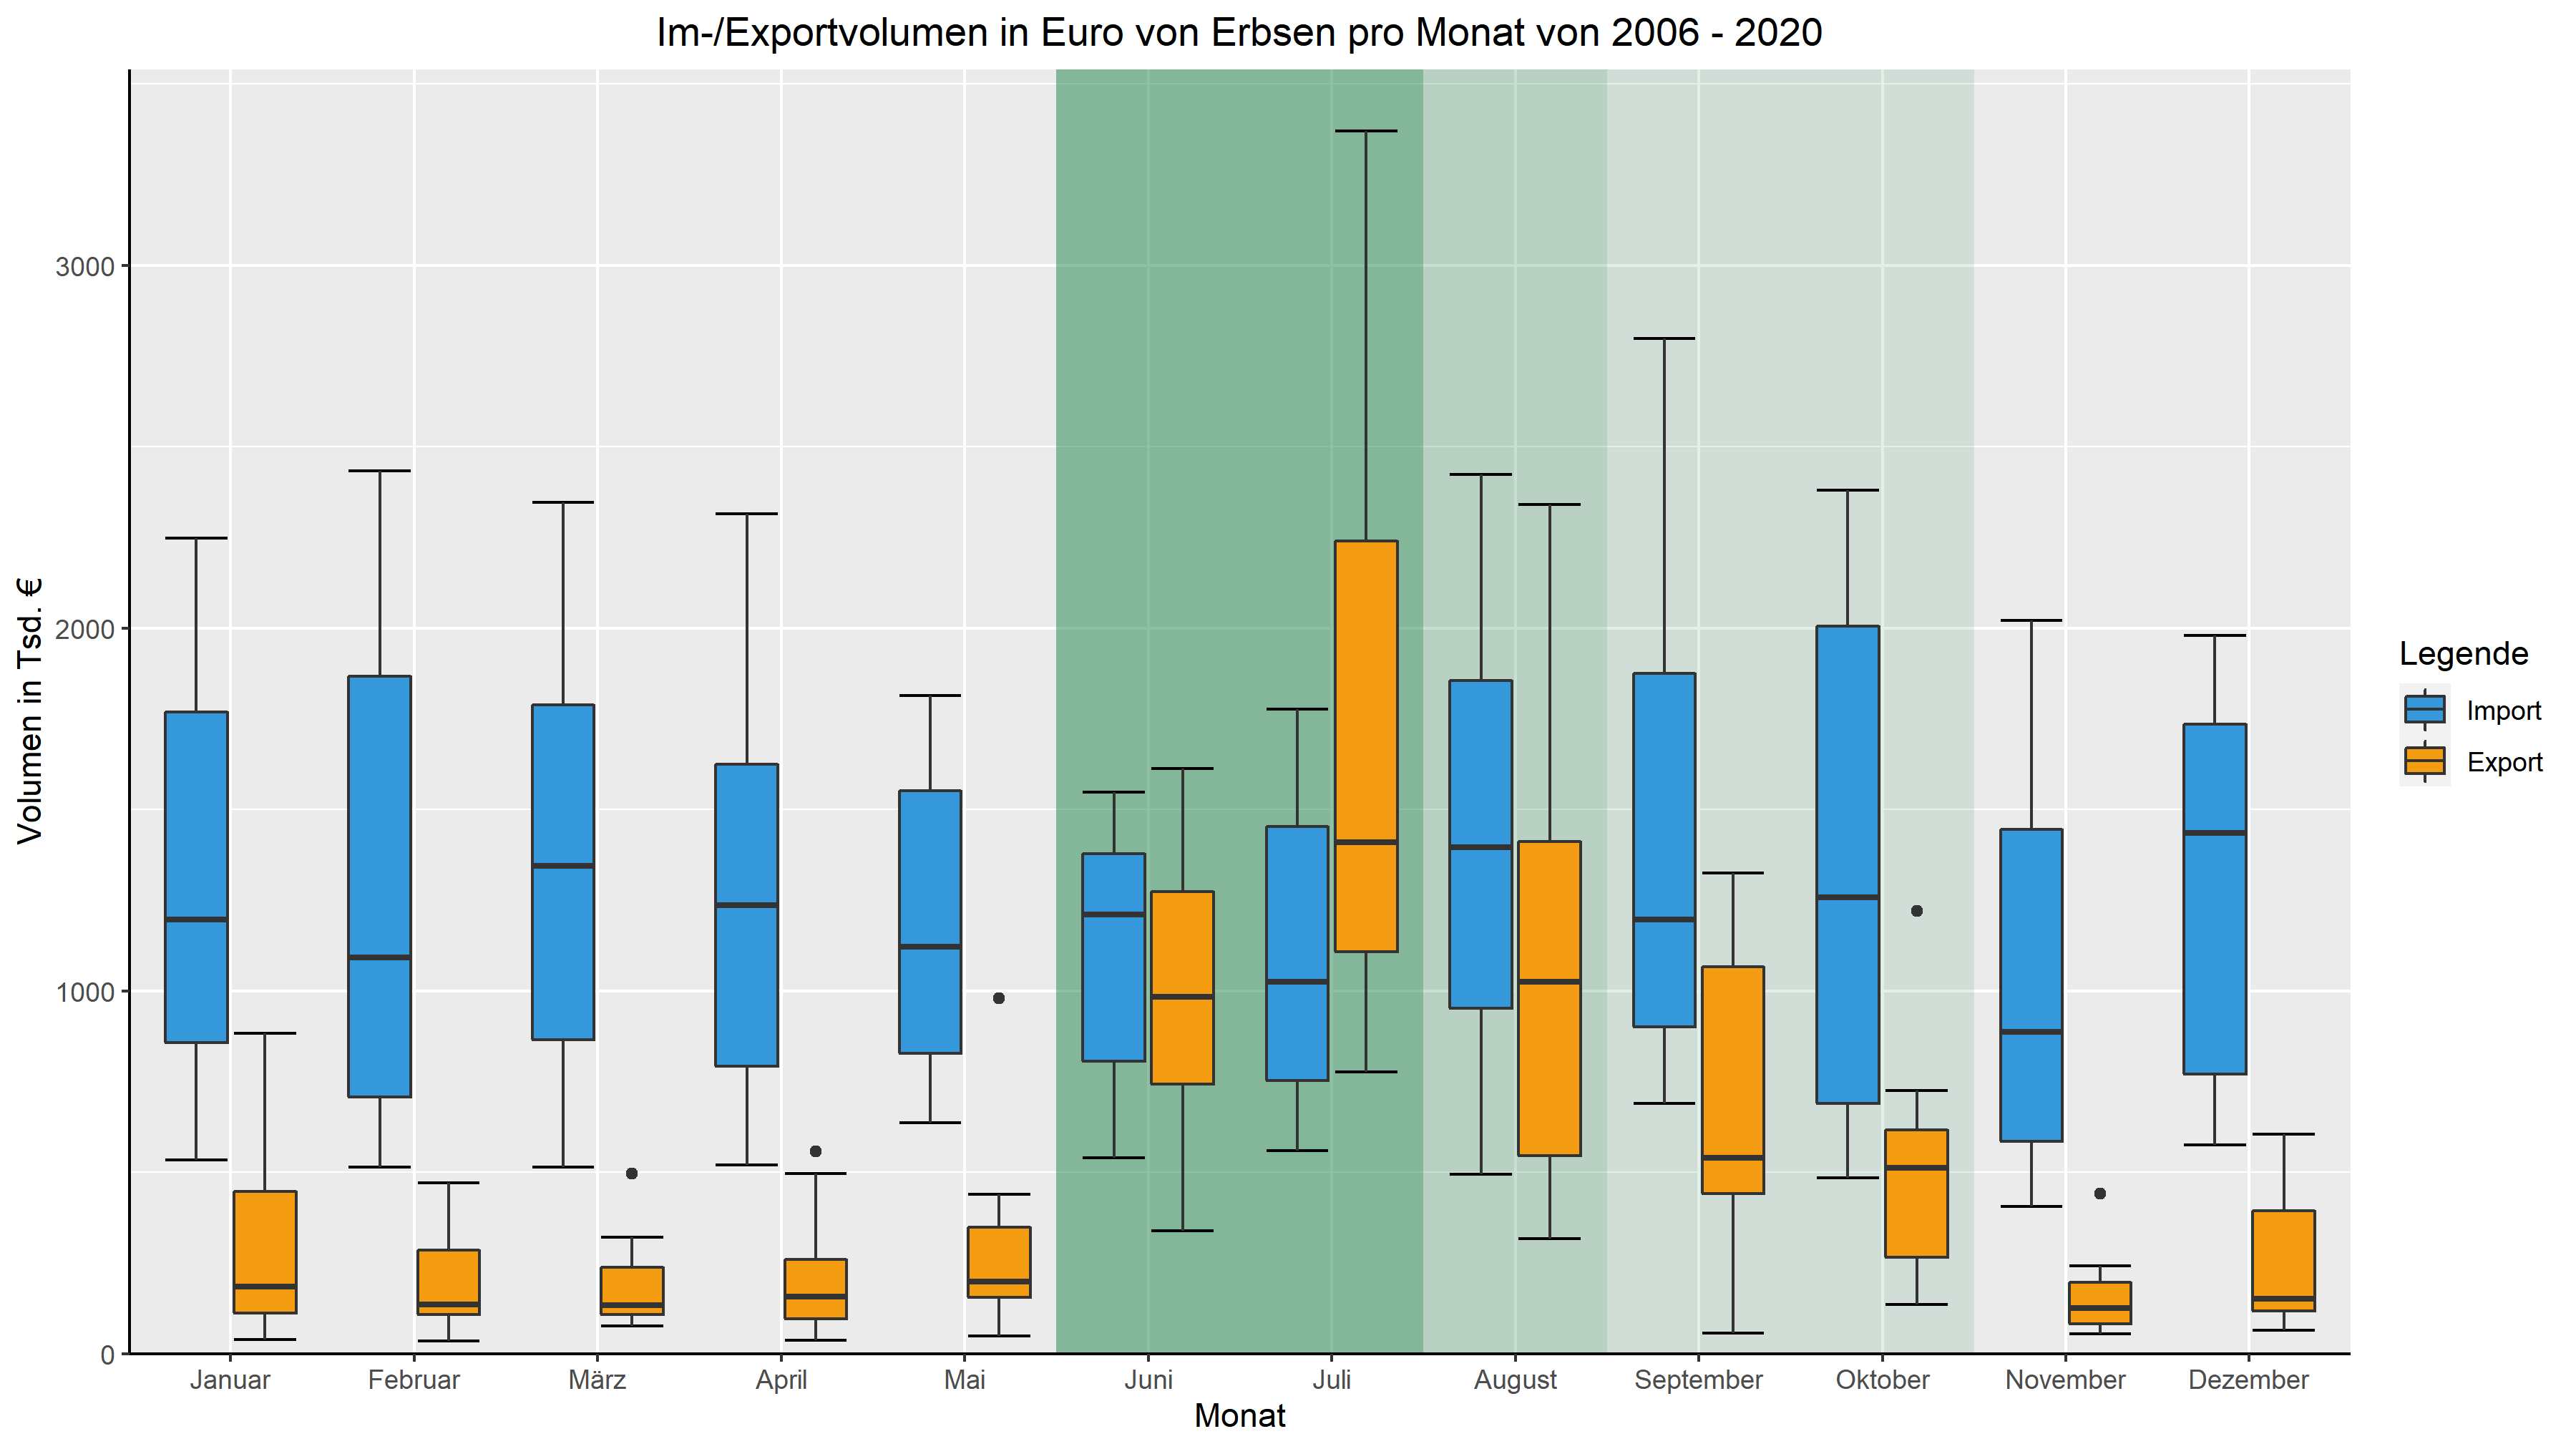 Im-/Exportvolumen in Euro von Erbsen pro Monat von 2006 - 2020
Volumen in Tsd. €
3000
2000
1000
0
Januar Februar März April Mai Juni Juli August September Oktober November Dezember
Monat
Legende
Import
Export